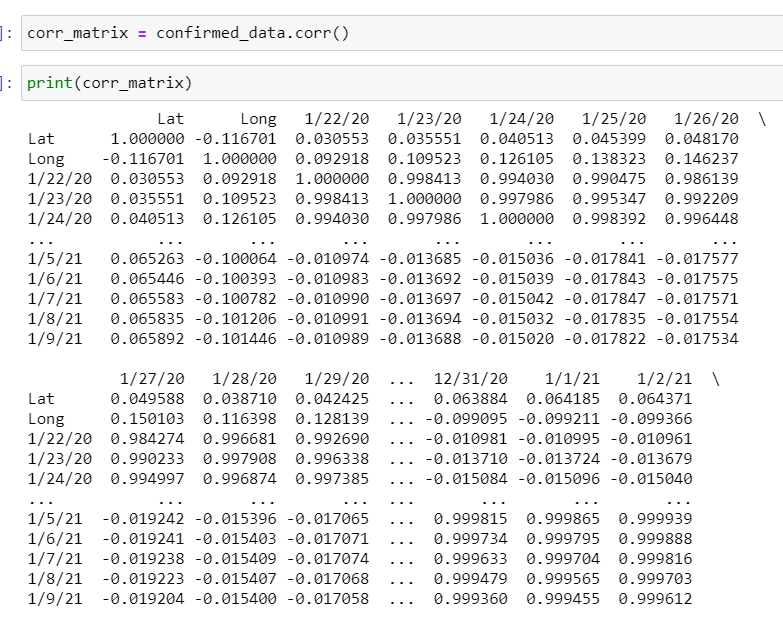 ]: corr_matrix = confirmed_data.corr()
]: print(corr_matrix)
Lat Long 1/22/20 1/23/20 1/24/20 1/25/20 1/26/20 \
Lat 1.000000 -0.116701 0.030553 0.035551 0.040513 0.045399 0.048170
Long -0.116701 1.000000 0.092918 0.109523 0.126105 0.138323 0.146237
1/22/20 0.030553 0.092918 1.000000 0.998413 0.994030 0.990475 0.986139
1/23/20 0.035551 0.109523 0.998413 1.000000 0.997986 0.995347 0.992209
1/24/20 0.040513 0.126105 0.994030 0.997986 1.000000 0.998392 0.996448
... ... ... ... ... ... ... ...
1/5/21 0.065263 -0.100064 -0.010974 -0.013685 -0.015036 -0.017841 -0.017577
1/6/21 0.065446 -0.100393 -0.010983 -0.013692 -0.015039 -0.017843 -0.017575
1/7/21 0.065583 -0.100782 -0.010990 -0.013697 -0.015042 -0.017847 -0.017571
1/8/21 0.065835 -0.101206 -0.010991 -0.013694 -0.015032 -0.017835 -0.017554
1/9/21 0.065892 -0.101446 -0.010989 -0.013688 -0.015020 -0.017822 -0.017534
1/27/20 1/28/20 1/29/20 ... 12/31/20 1/1/21 1/2/21 \
Lat 0.049588 0.038710 0.042425 ... 0.063884 0.064185 0.064371
Long 0.150103 0.116398 0.128139 ... -0.099095 -0.099211 -0.099366
1/22/20 0.984274 0.996681 0.992690 ... -0.010981 -0.010995 -0.010961
1/23/20 0.990233 0.997908 0.996338 ... -0.013710 -0.013724 -0.013679
1/24/20 0.994997 0.996874 0.997385 ... -0.015084 -0.015096 -0.015040
... ... ... ... ... ... ... ...
1/5/21 -0.019242 -0.015396 -0.017065 ... 0.999815 0.999865 0.999939
1/6/21 -0.019241 -0.015403 -0.017071 ... 0.999734 0.999795 0.999888
1/7/21 -0.019238 -0.015409 -0.017074 ... 0.999633 0.999704 0.999816
1/8/21 -0.019223 -0.015407 -0.017068 ... 0.999479 0.999565 0.999703
1/9/21 -0.019204 -0.015400 -0.017058 ... 0.999360 0.999455 0.999612